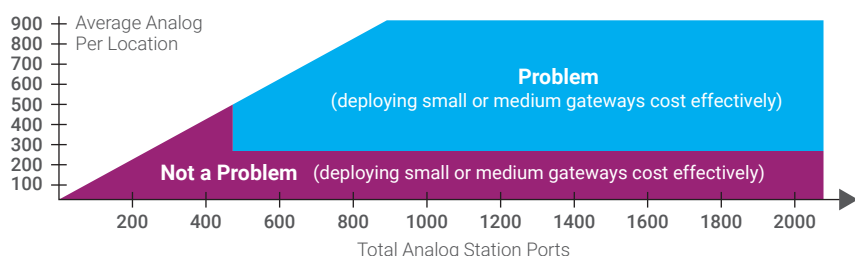 900
Average Analog
800
Per Location
700
600
500
400
300
200
100
Problem
(deploying small or medium gateways cost effectively)
Not a Problem (deploying small or medium gateways cost effectively)
200 400 600 800 1000 1200 1400 1600 1800 2000
Total Analog Station Ports